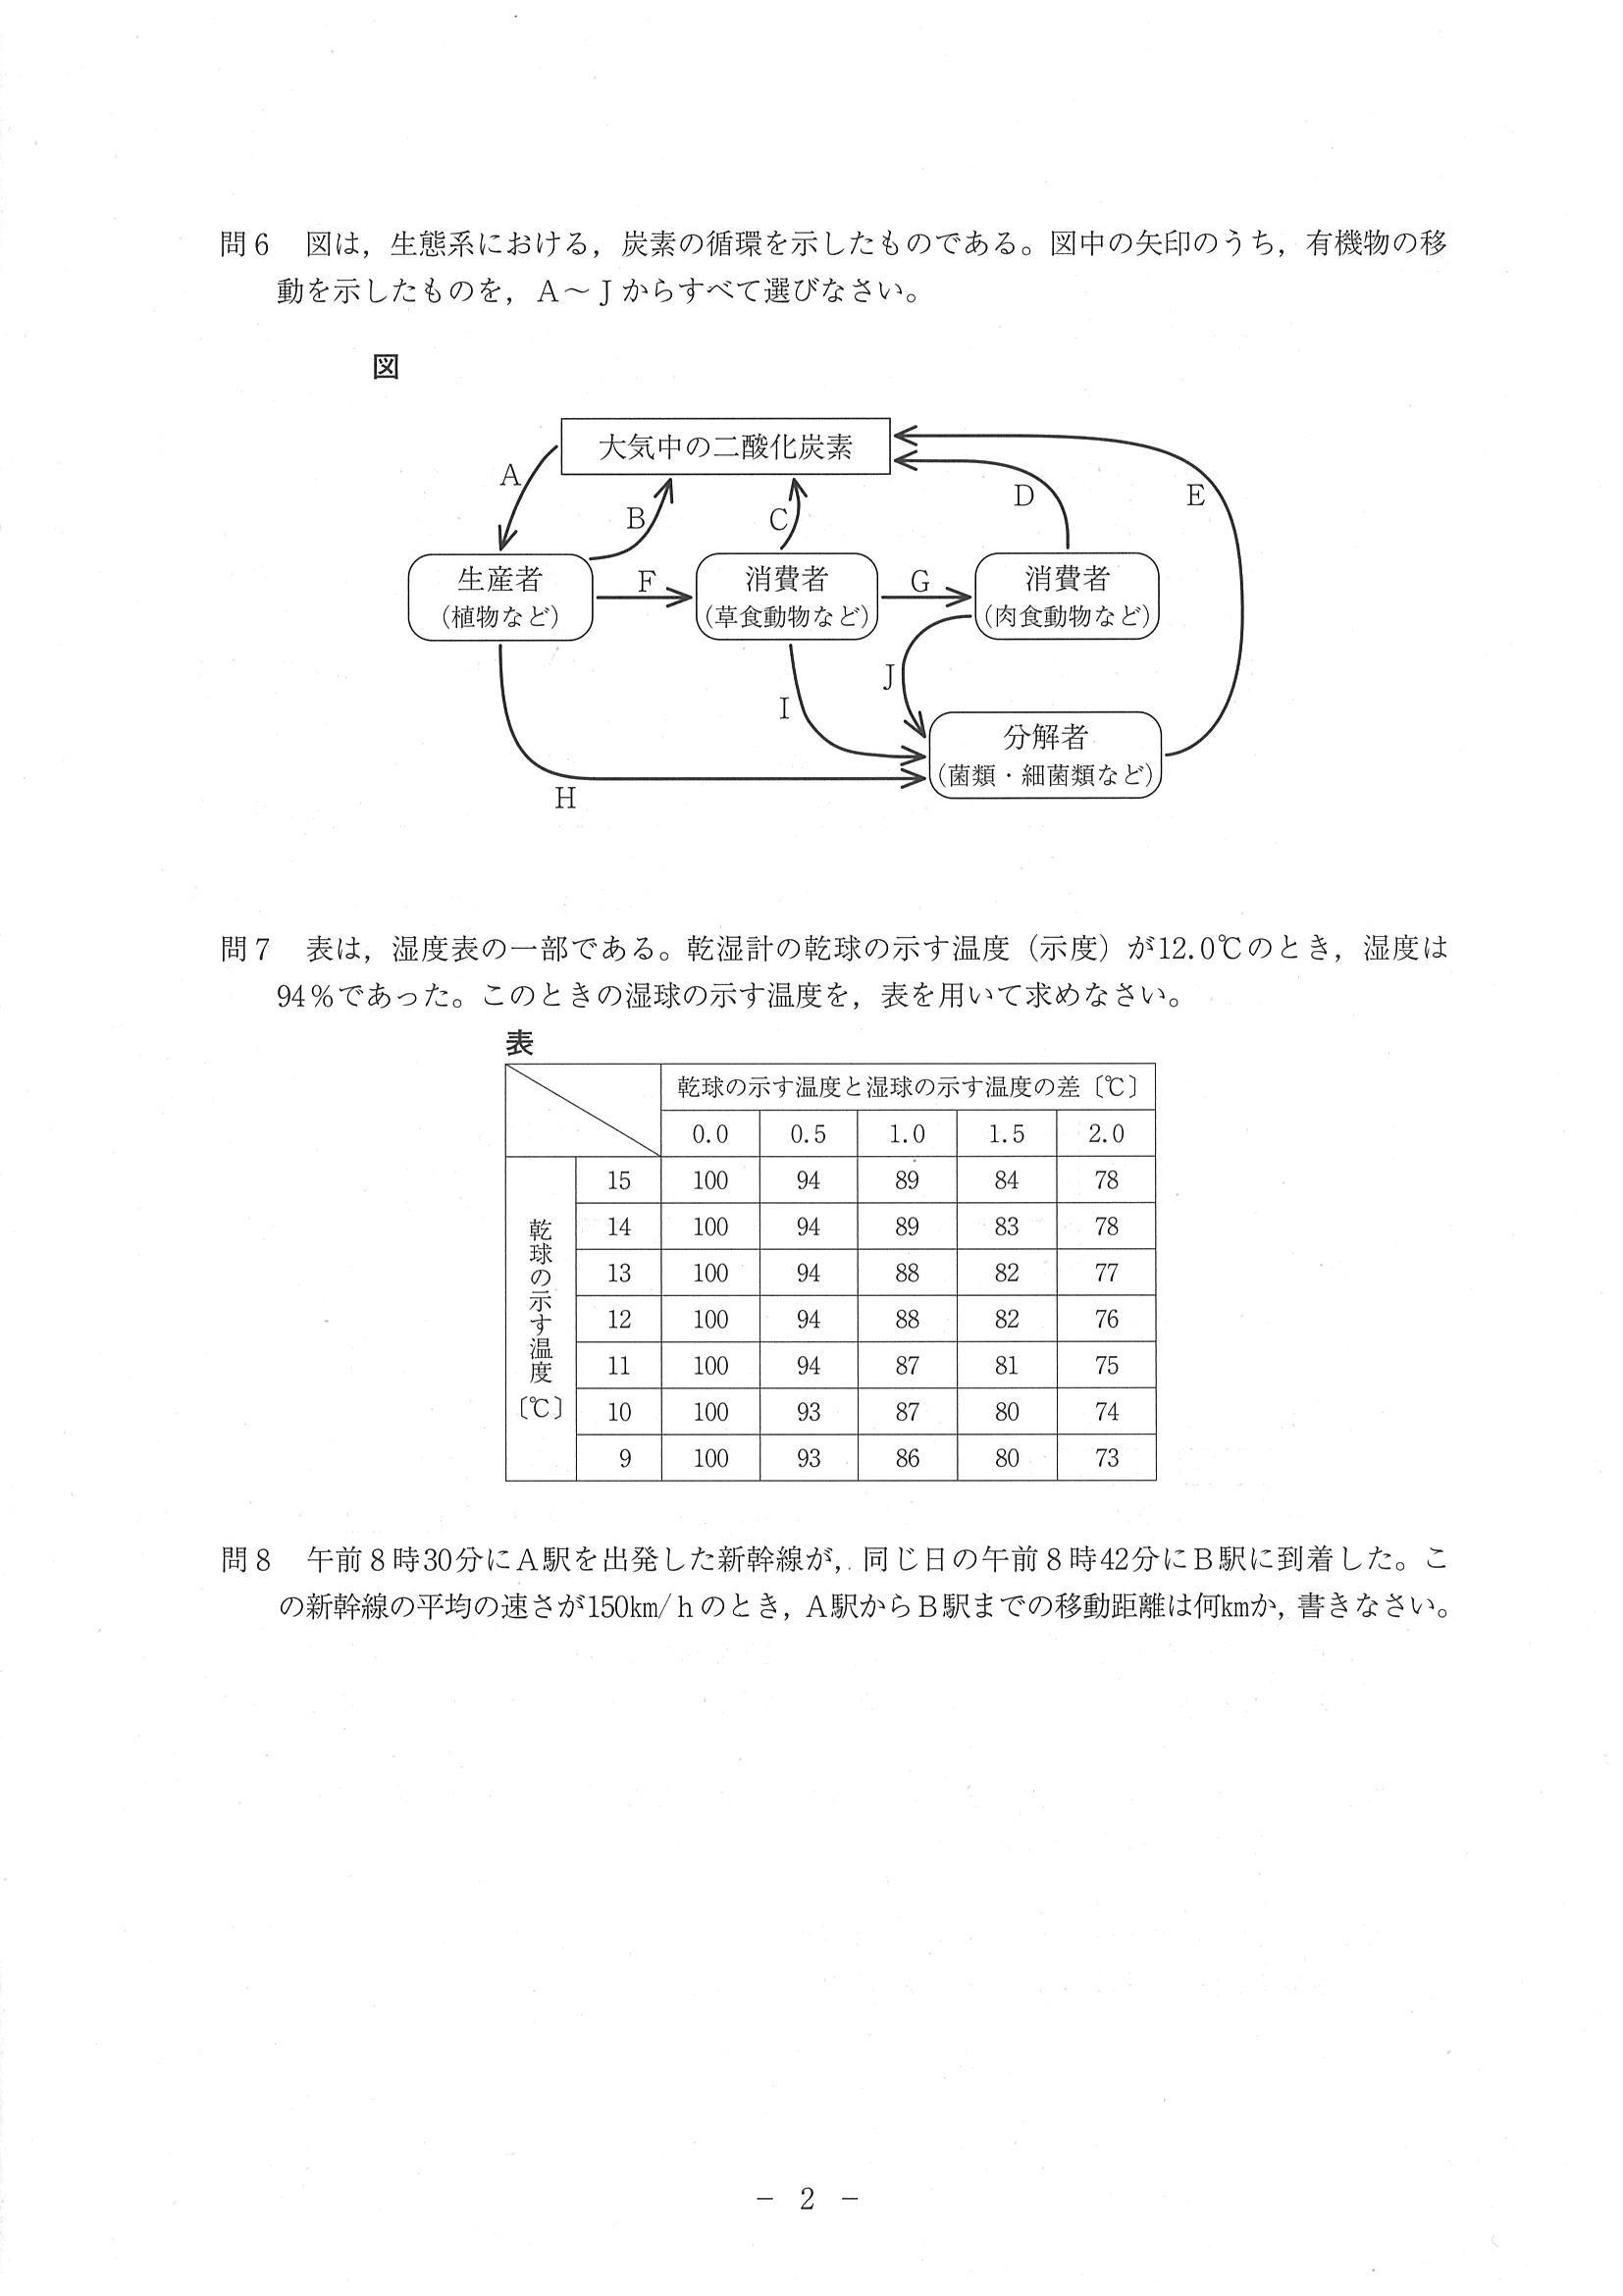 問6　図は，生態系における，炭素の循環を示したものである。図中の矢印のうち，有機物の移
動を示したものを，A～Jからすべて選びなさい。
図
大気中の二酸化炭素
A
B
C
D
E
生産者
(植物など)
F
消費者
(草食動物など)
G
消費者
(肉食動物など)
J
I
分解者
(菌類・細菌類など)
H
問7　表は，湿度表の一部である。乾湿計の乾球の示す温度（示度）が12.0℃のとき，湿度は
94％であった。このときの湿球の示す温度を，表を用いて求めなさい。
表
乾球の示す温度と湿球の示す温度の差〔℃〕
0.0 0.5 1.0 1.5 2.0
乾球の示す温度〔℃〕
15 100 94 89 84 78
14 100 94 89 83 78
13 100 94 88 82 77
12 100 94 88 82 76
11 100 94 87 81 75
10 100 93 87 80 74
9 100 93 86 80 73
問8　午前8時30分にA駅を出発した新幹線が，同じ日の午前8時42分にB駅に到着した。こ
の新幹線の平均の速さが150km/hのとき，A駅からB駅までの移動距離は何kmか，書きなさい。
－ 2 －